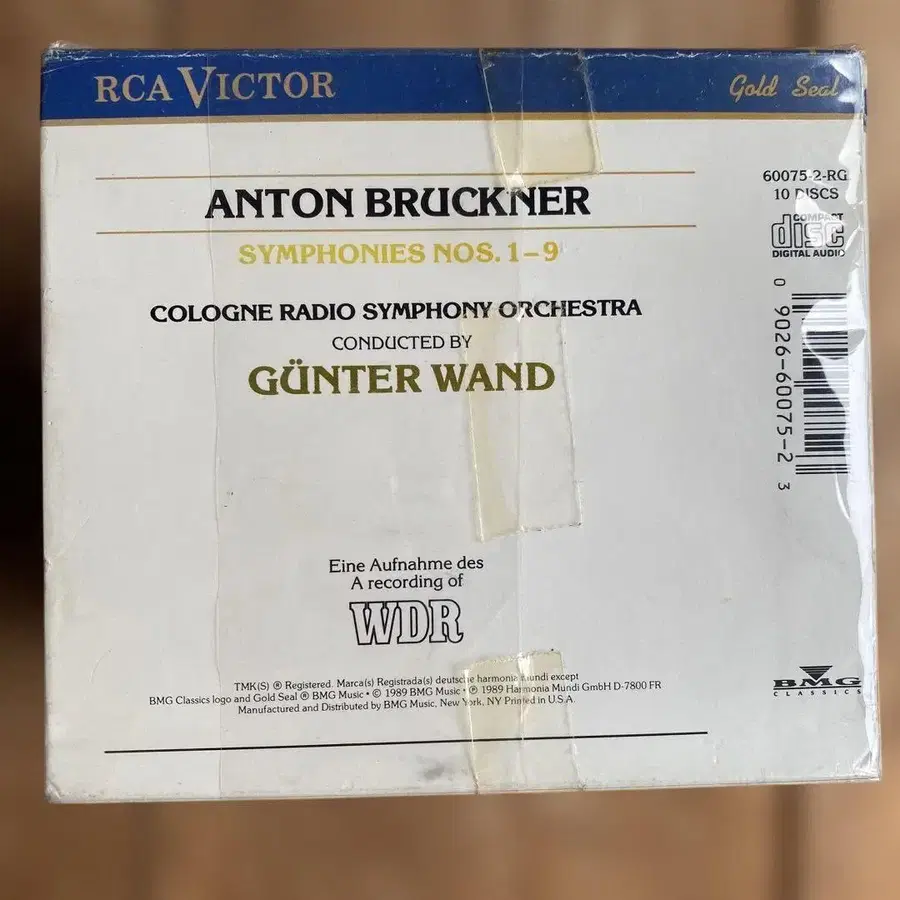 RCA VICTOR
Gold Seal
60075-2-RG
10 DISCS
COMPACT
disc
DIGITAL AUDIO
ANTON BRUCKNER
SYMPHONIES NOS. 1–9
COLOGNE RADIO SYMPHONY ORCHESTRA
CONDUCTED BY
GÜNTER WAND
0 9026-60075-2 3
Eine Aufnahme des
A recording of
WDR
TMK(S) ® Registered. Marca(s) Registrada(s) deutsche harmonia mundi except
BMG Classics logo and Gold Seal ® BMG Music • © 1989 BMG Music • ℗ 1989 Harmonia Mundi GmbH D-7800 FR
Manufactured and Distributed by BMG Music, New York, NY Printed in U.S.A.
BMG
CLASSICS